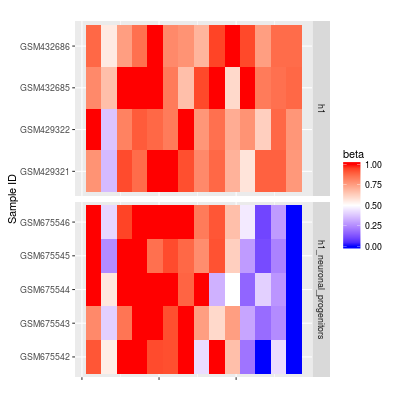 GSM432686
GSM432685
GSM429322
GSM429321
h1
GSM675546
GSM675545
GSM675544
GSM675543
GSM675542
h1_neuronal_progenitors
Sample ID
beta
1.00
0.75
0.50
0.25
0.00